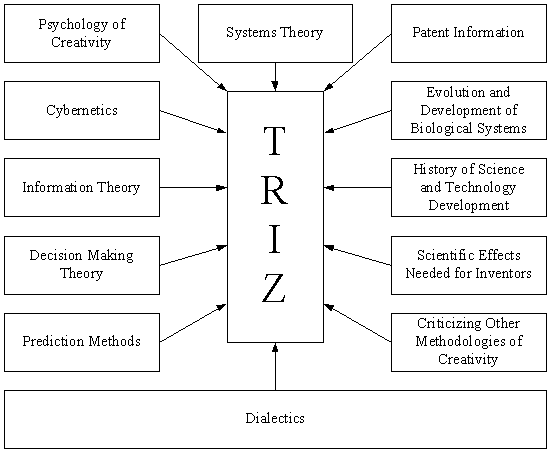 Psychology of
Creativity
Systems Theory
Patent Information
Cybernetics
Evolution and
Development of
Biological Systems
T
R
I
Z
Information Theory
History of Science
and Technology
Development
Decision Making
Theory
Scientific Effects
Needed for Inventors
Prediction Methods
Criticizing Other
Methodologies of
Creativity
Dialectics